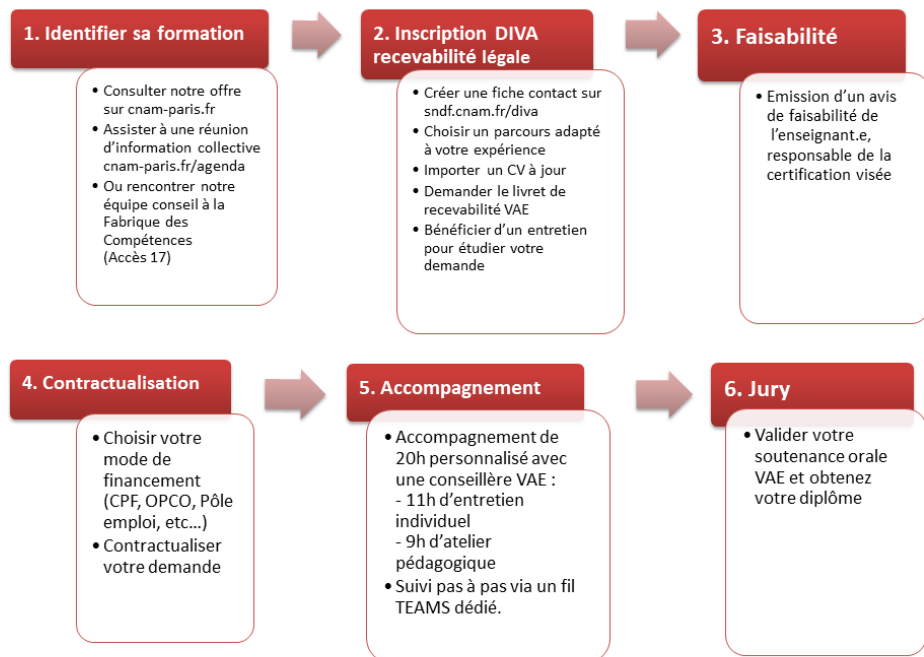 1. Identifier sa formation
• Consulter notre offre
sur cnam-paris.fr
• Assister à une réunion
d'information collective
cnam-paris.fr/agenda
• Ou rencontrer notre
équipe conseil à la
Fabrique des
Compétences
(Accès 17)
2. Inscription DIVA
recevabilité légale
• Créer une fiche contact sur
sndf.cnam.fr/diva
• Choisir un parcours adapté
à votre expérience
• Importer un CV à jour
• Demander le livret de
recevabilité VAE
• Bénéficier d'un entretien
pour étudier votre
demande
3. Faisabilité
• Emission d'un avis
de faisabilité de
l'enseignant.e,
responsable de la
certification visée
4. Contractualisation
• Choisir votre
mode de
financement
(CPF, OPCO, Pôle
emploi, etc...)
• Contractualiser
votre demande
5. Accompagnement
• Accompagnement de
20h personnalisé avec
une conseillère VAE :
- 11h d'entretien
individuel
- 9h d'atelier
pédagogique
• Suivi pas à pas via un fil
TEAMS dédié.
6. Jury
• Valider votre
soutenance orale
VAE et obtenez
votre diplôme